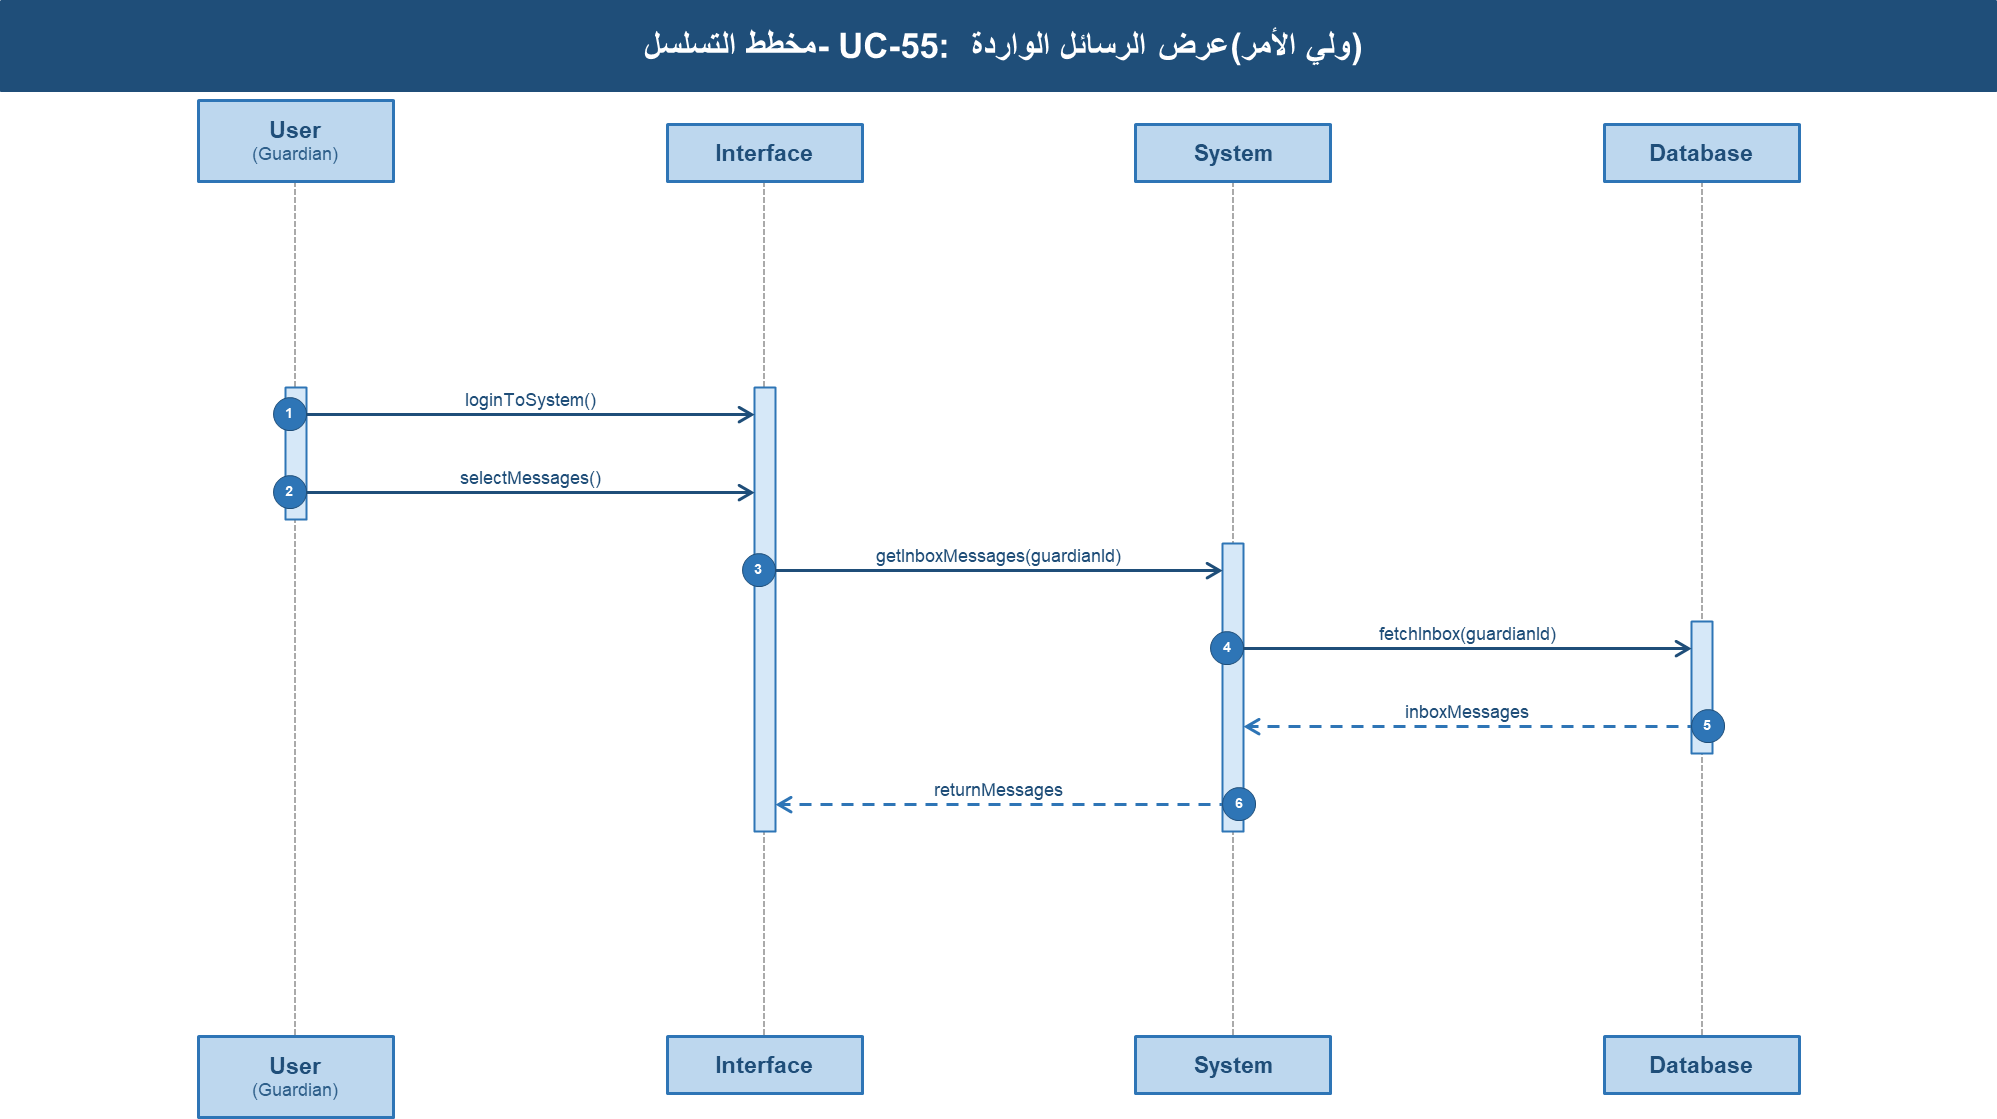 مخطط التسلسل - UC-55: عرض الرسائل الواردة (ولي الأمر)
User
(Guardian)
Interface
System
Database
1
loginToSystem()
2
selectMessages()
3
getInboxMessages(guardianId)
4
fetchInbox(guardianId)
inboxMessages
5
returnMessages
6
User
(Guardian)
Interface
System
Database